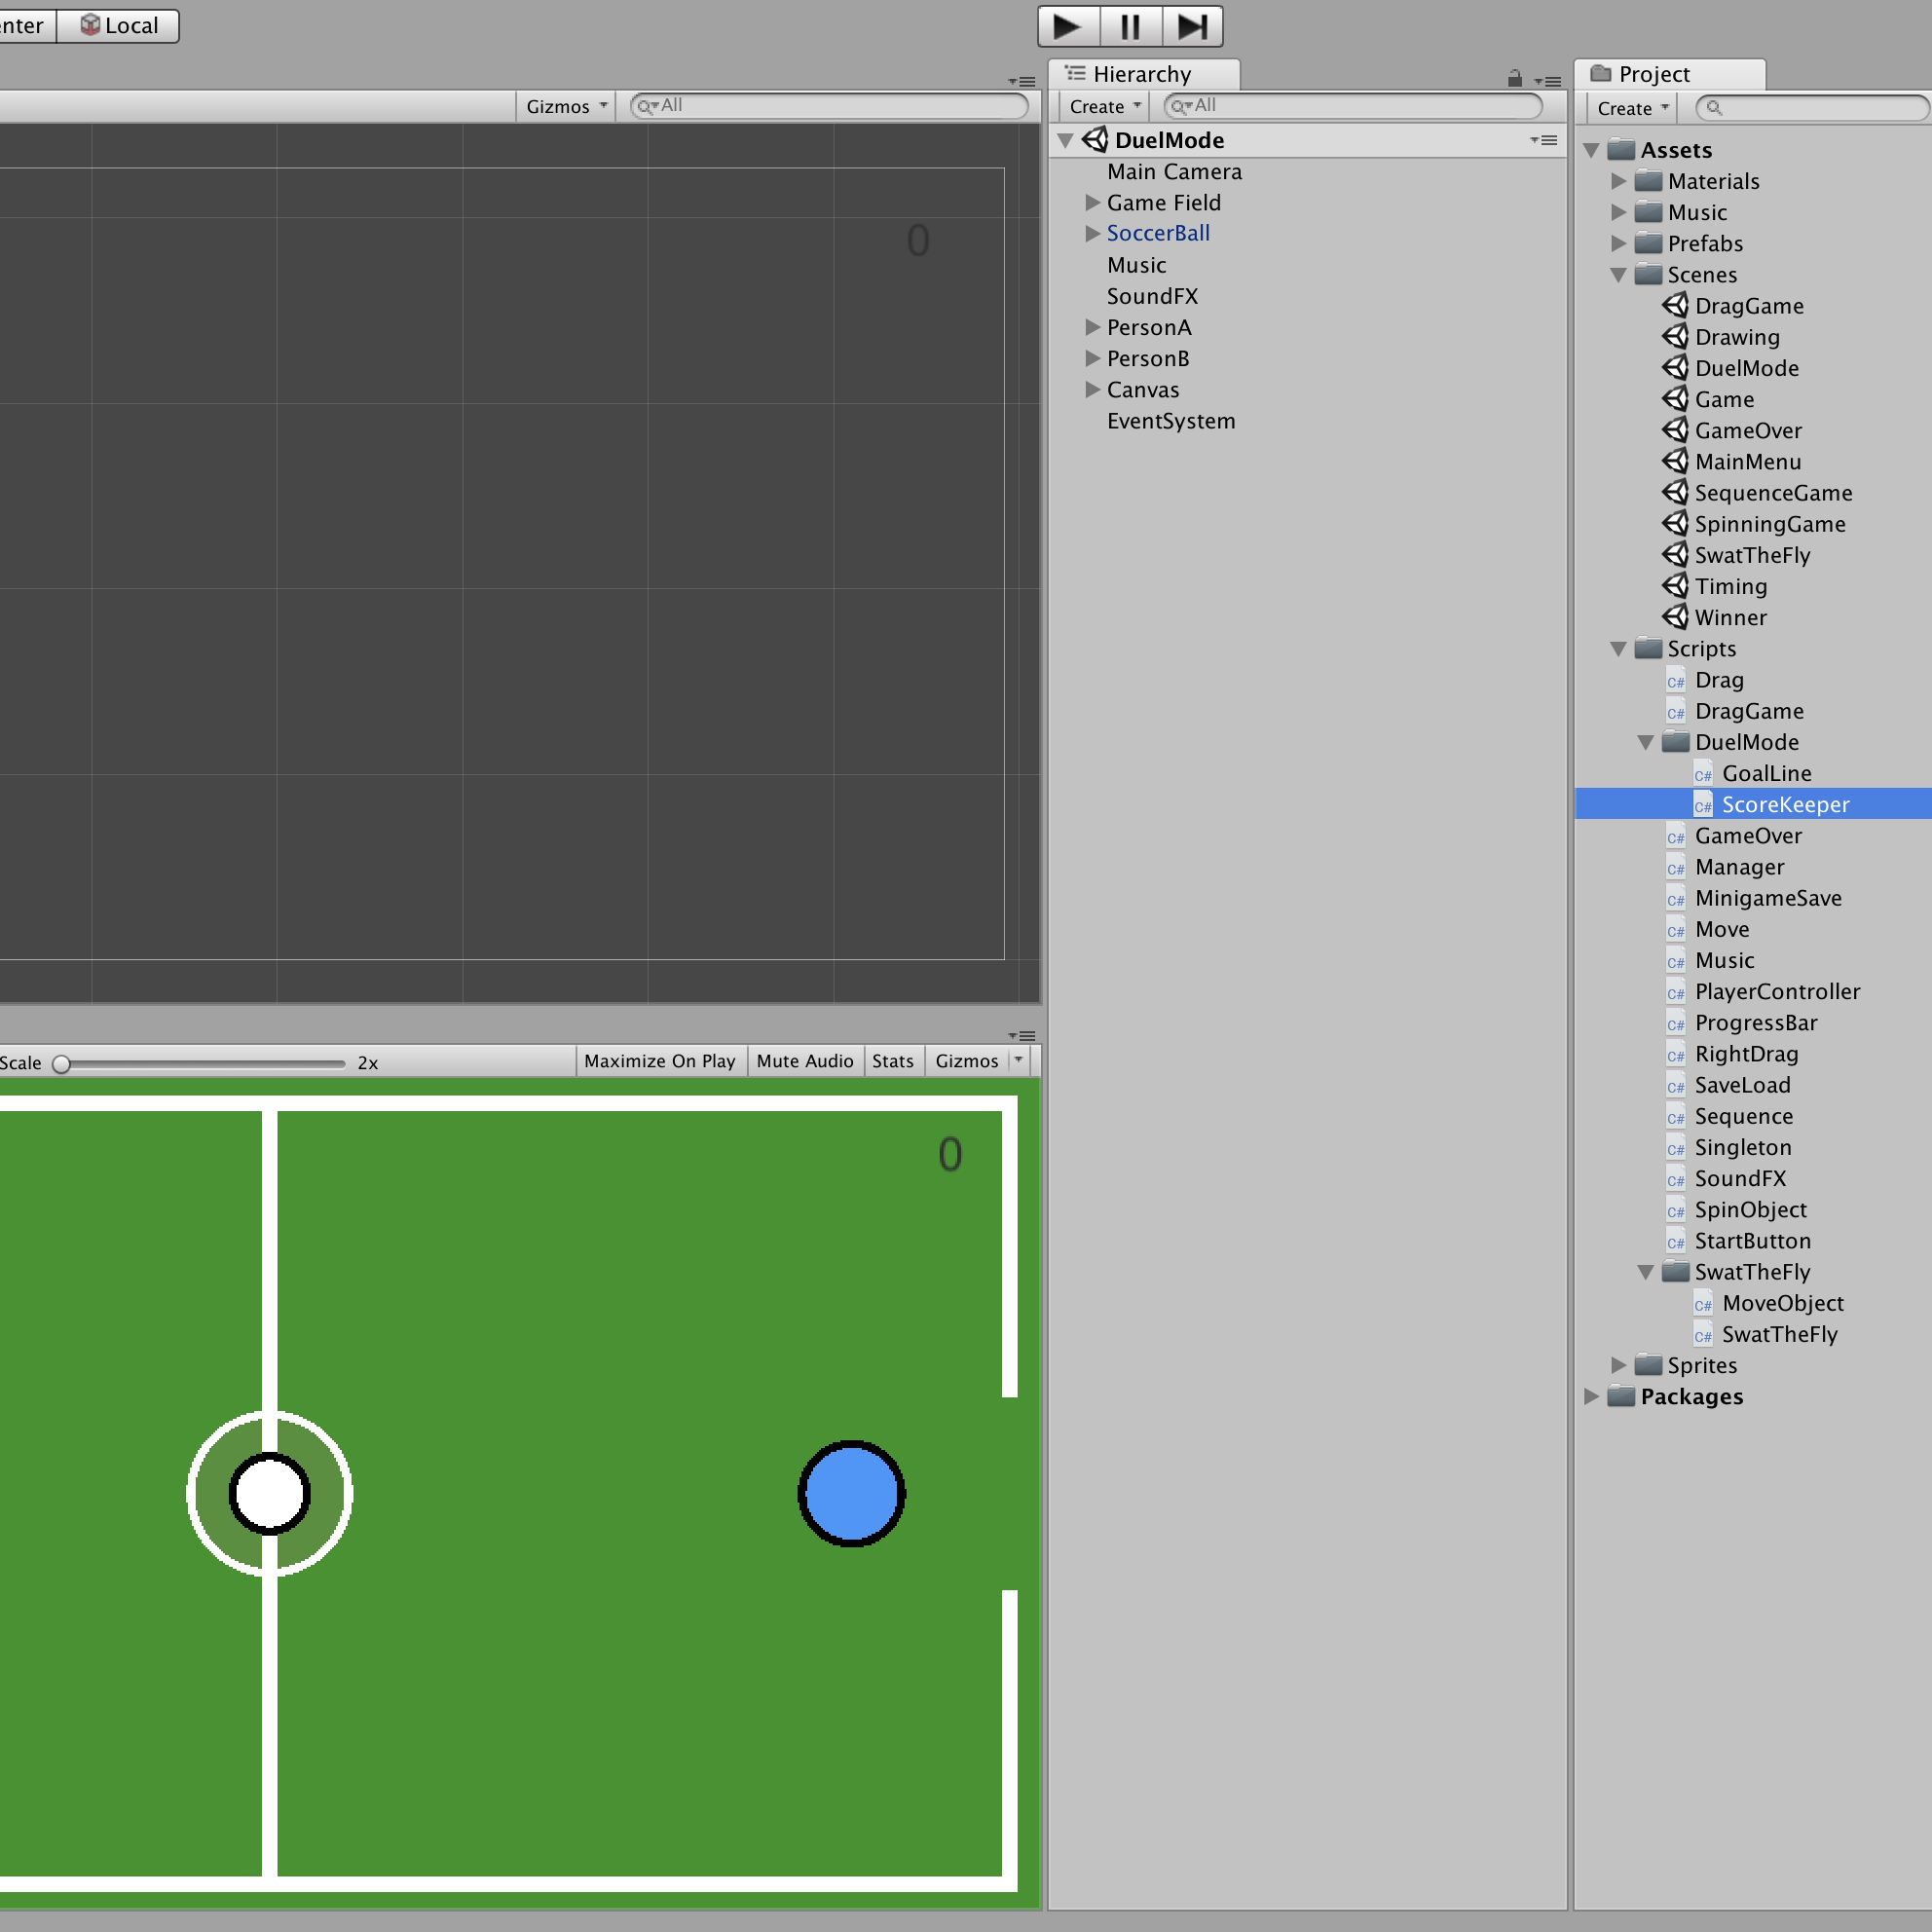 enter
Local
Gizmos
All
0
Scale
2x
Maximize On Play
Mute Audio
Stats
Gizmos
0
Hierarchy
Create
All
DuelMode
Main Camera
Game Field
SoccerBall
Music
SoundFX
PersonA
PersonB
Canvas
EventSystem
Project
Create
Assets
Materials
Music
Prefabs
Scenes
DragGame
Drawing
DuelMode
Game
GameOver
MainMenu
SequenceGame
SpinningGame
SwatTheFly
Timing
Winner
Scripts
C# Drag
C# DragGame
DuelMode
C# GoalLine
C# ScoreKeeper
C# GameOver
C# Manager
C# MinigameSave
C# Move
C# Music
C# PlayerController
C# ProgressBar
C# RightDrag
C# SaveLoad
C# Sequence
C# Singleton
C# SoundFX
C# SpinObject
C# StartButton
SwatTheFly
C# MoveObject
C# SwatTheFly
Sprites
Packages